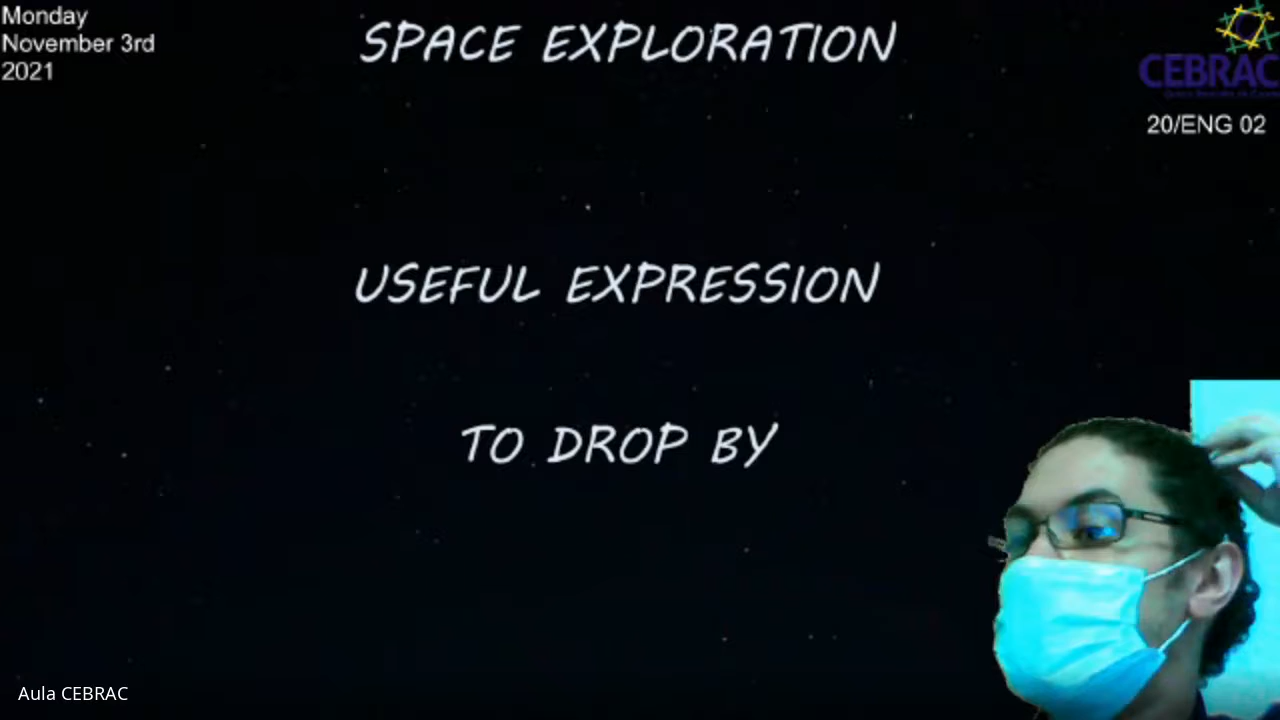 Monday
November 3rd
2021
SPACE EXPLORATION
CEBRAC
20/ENG 02
USEFUL EXPRESSION
TO DROP BY
Aula CEBRAC